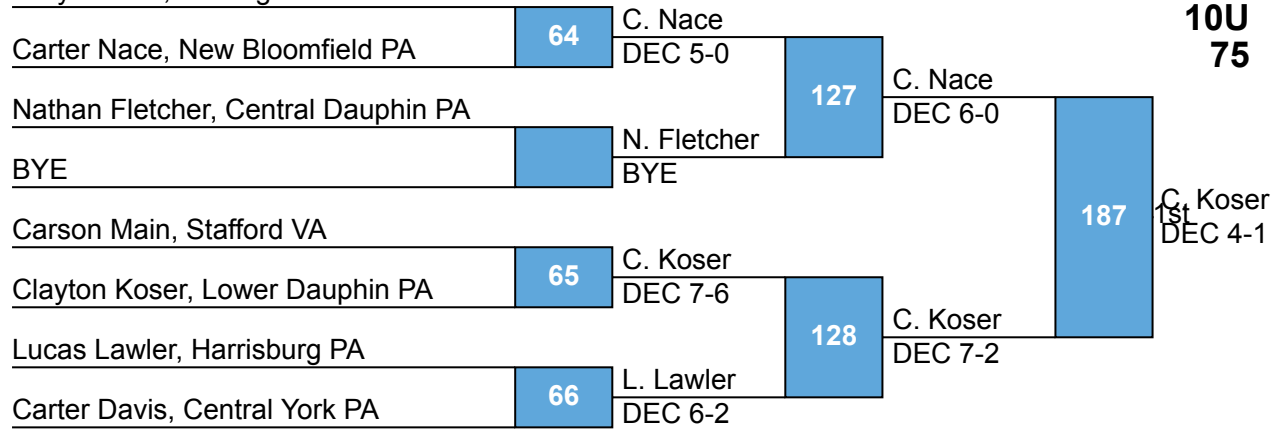 10U
75
64
C. Nace
DEC 5-0
Carter Nace, New Bloomfield PA
127
C. Nace
DEC 6-0
Nathan Fletcher, Central Dauphin PA
N. Fletcher
BYE
BYE
187
1st
C. Koser
DEC 4-1
Carson Main, Stafford VA
65
C. Koser
DEC 7-6
Clayton Koser, Lower Dauphin PA
128
C. Koser
DEC 7-2
Lucas Lawler, Harrisburg PA
66
L. Lawler
DEC 6-2
Carter Davis, Central York PA